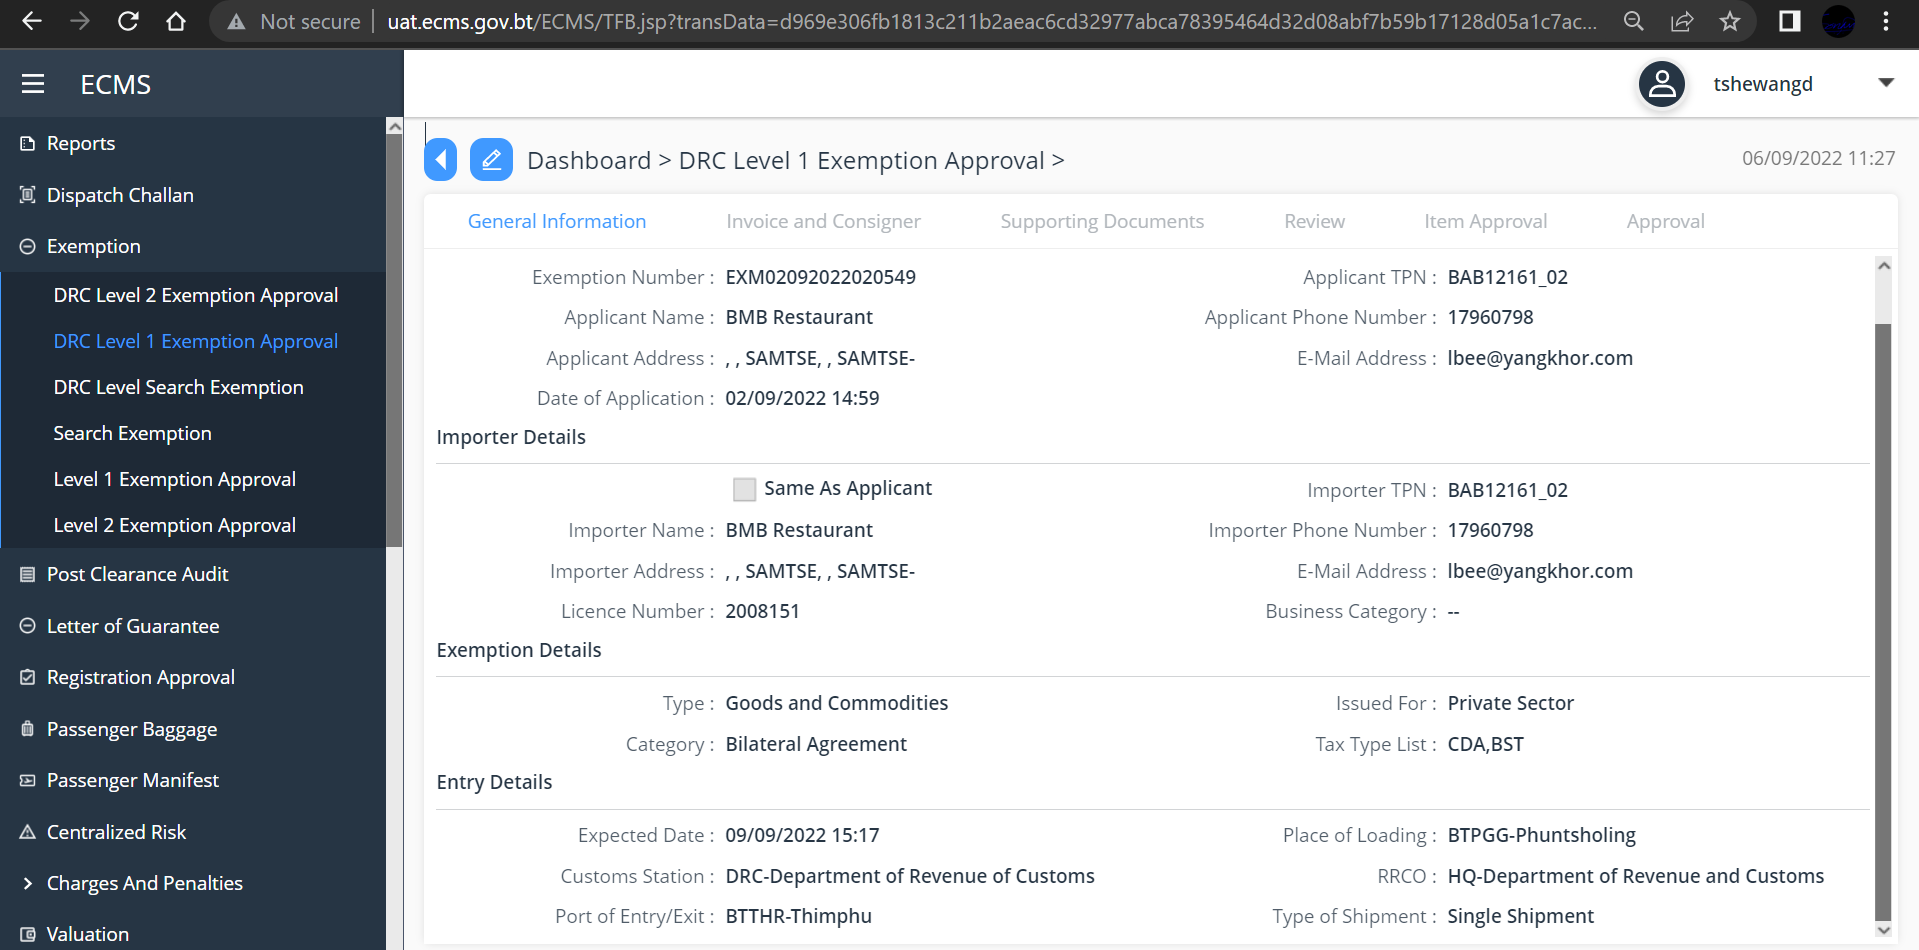 Not secure uat.ecms.gov.bt/ECMS/TFB.jsp?transData=d969e306fb1813c211b2aeac6cd32977abca78395464d32d08abf7b59b17128d05a1c7ac...
ECMS
tshewangd
Reports
Dispatch Challan
Exemption
DRC Level 2 Exemption Approval
DRC Level 1 Exemption Approval
DRC Level Search Exemption
Search Exemption
Level 1 Exemption Approval
Level 2 Exemption Approval
Post Clearance Audit
Letter of Guarantee
Registration Approval
Passenger Baggage
Passenger Manifest
Centralized Risk
Charges And Penalties
Valuation
Dashboard > DRC Level 1 Exemption Approval > 06/09/2022 11:27
General Information Invoice and Consigner Supporting Documents Review Item Approval Approval
Exemption Number : EXM02092022020549 Applicant TPN : BAB12161_02
Applicant Name : BMB Restaurant Applicant Phone Number : 17960798
Applicant Address : , , SAMTSE, , SAMTSE- E-Mail Address : lbee@yangkhor.com
Date of Application : 02/09/2022 14:59
Importer Details
Same As Applicant Importer TPN : BAB12161_02
Importer Name : BMB Restaurant Importer Phone Number : 17960798
Importer Address : , , SAMTSE, , SAMTSE- E-Mail Address : lbee@yangkhor.com
Licence Number : 2008151 Business Category : --
Exemption Details
Type : Goods and Commodities Issued For : Private Sector
Category : Bilateral Agreement Tax Type List : CDA,BST
Entry Details
Expected Date : 09/09/2022 15:17 Place of Loading : BTPGG-Phuntsholing
Customs Station : DRC-Department of Revenue of Customs RRCO : HQ-Department of Revenue and Customs
Port of Entry/Exit : BTTHR-Thimphu Type of Shipment : Single Shipment